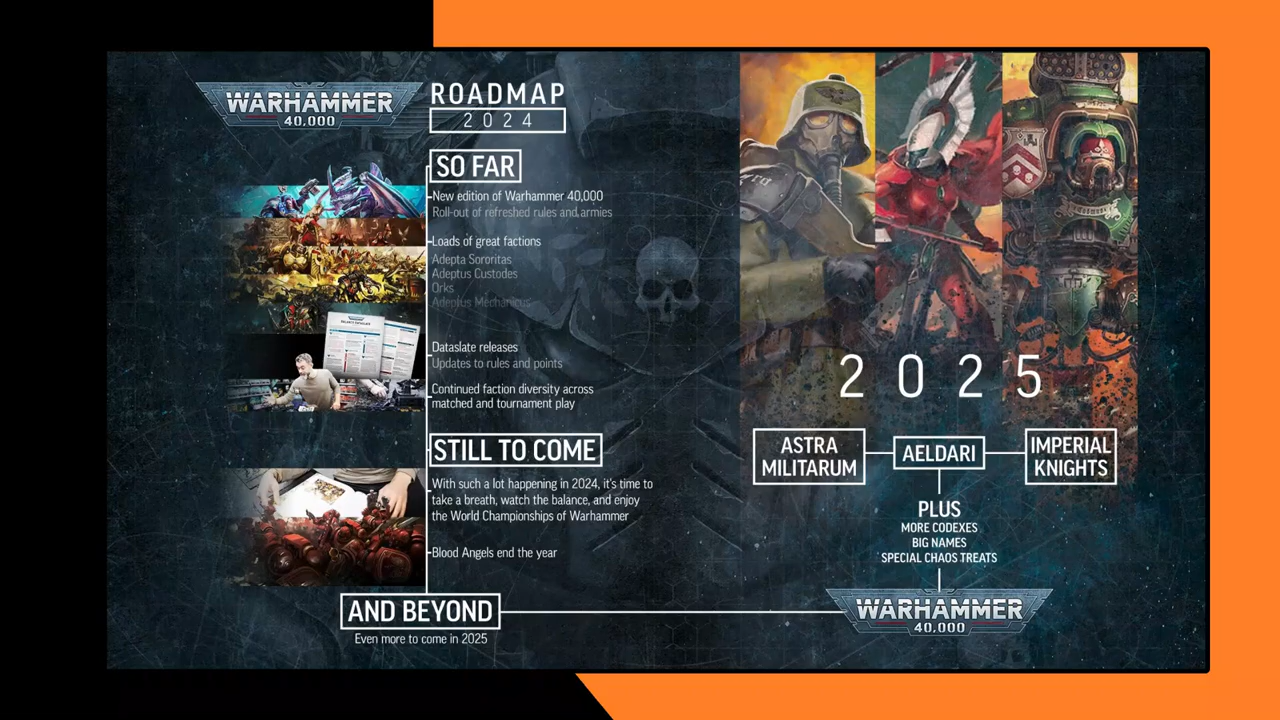 WARHAMMER
40,000
ROADMAP
2024
SO FAR
New edition of Warhammer 40,000
Roll-out of refreshed rules and armies
Loads of great factions
Adepta Sororitas
Adeptus Custodes
Orks
Adeptus Mechanicus
Dataslate releases
Updates to rules and points
Continued faction diversity across
matched and tournament play
STILL TO COME
With such a lot happening in 2024, it's time to
take a breath, watch the balance, and enjoy
the World Championships of Warhammer
Blood Angels end the year
AND BEYOND
Even more to come in 2025
2025
ASTRA
MILITARUM
AELDARI
IMPERIAL
KNIGHTS
PLUS
MORE CODEXES
BIG NAMES
SPECIAL CHAOS TREATS
WARHAMMER
40,000